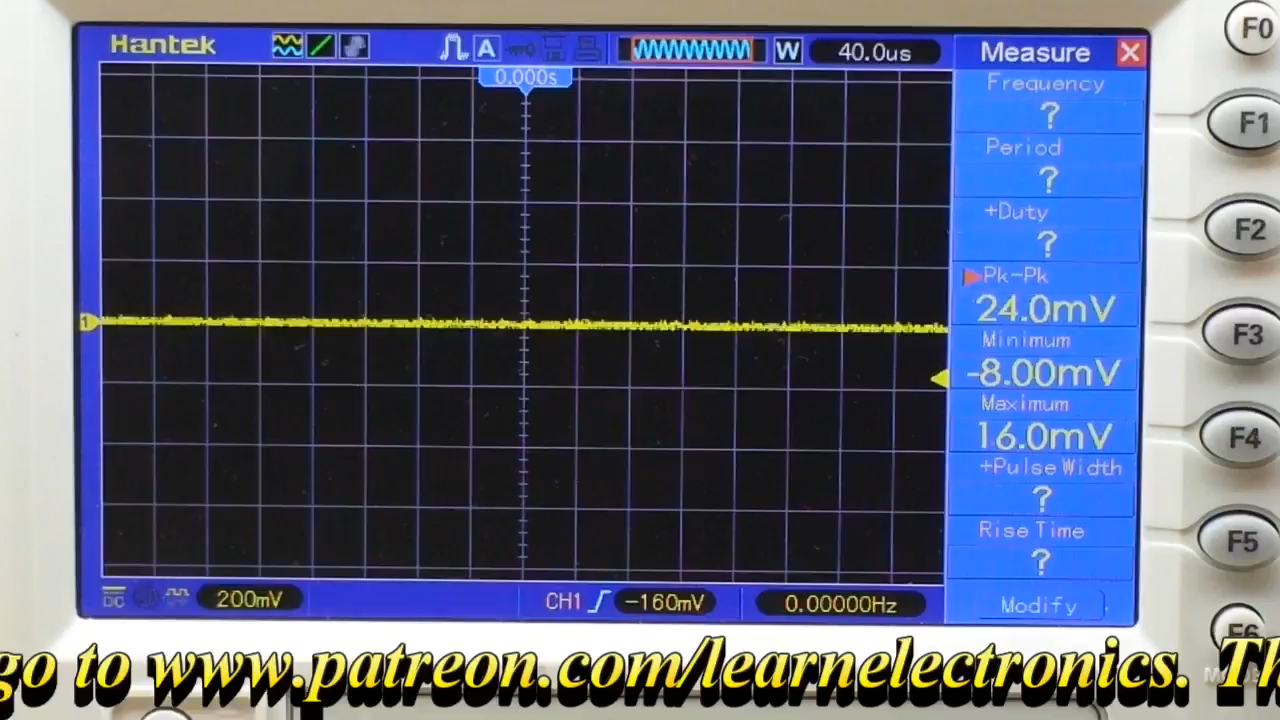 Hantek
A
W
40.0us
Measure
F0
0.000s
Frequency
?
F1
Period
?
+Duty
?
F2
Pk-Pk
24.0mV
1
Minimum
F3
-8.00mV
Maximum
16.0mV
F4
+Pulse Width
?
Rise Time
?
F5
DC
200mV
CH1
-160mV
0.00000Hz
Modify
F6
go to www.patreon.com/learnelectronics. Th